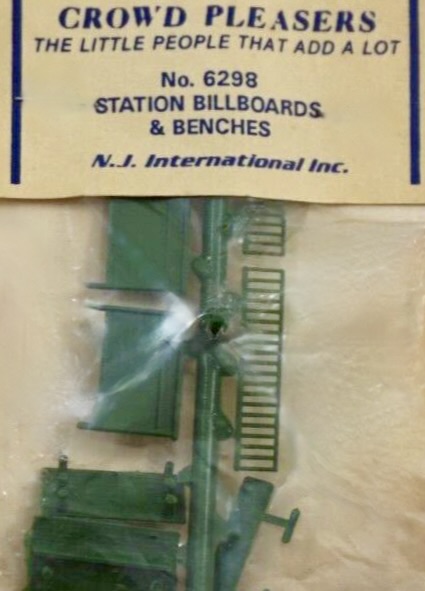 CROWD PLEASERS
THE LITTLE PEOPLE THAT ADD A LOT
No. 6298
STATION BILLBOARDS
& BENCHES
N.J. International Inc.